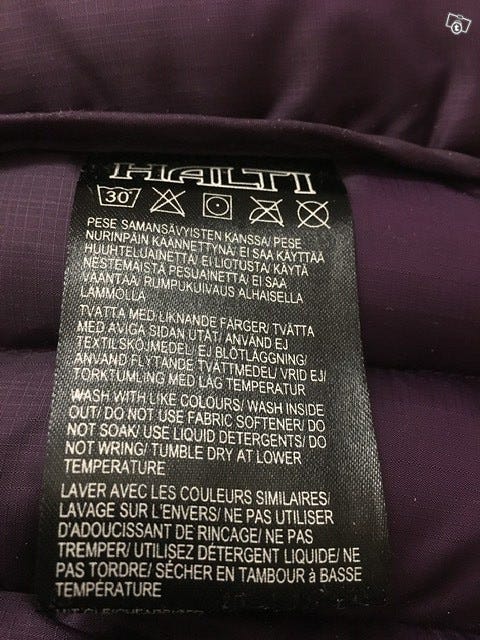 HALTI
30°
PESE SAMANSÄVYISTEN KANSSA/ PESE
NURINPÄIN KÄÄNNETTYNÄ/ EI SAA KÄYTTÄÄ
HUUHTELUAINETTA/ EI LIOTUSTA/ KÄYTÄ
NESTEMÄISTÄ PESUAINETTA/ EI SAA
VÄÄNTÄÄ/ RUMPUKUIVAUS ALHAISELLA
LÄMMÖLLÄ
TVÄTTA MED LIKNANDE FÄRGER/ TVÄTTA
MED AVIGA SIDAN UTÅT/ ANVÄND EJ
TEXTILSKÖJMEDEL/ EJ BLÖTLÄGGNING/
ANVÄND FLYTANDE TVÄTTMEDEL/ VRID EJ/
TORKTUMLING MED LÅG TEMPERATUR
WASH WITH LIKE COLOURS/ WASH INSIDE
OUT/ DO NOT USE FABRIC SOFTENER/ DO
NOT SOAK/ USE LIQUID DETERGENTS/ DO
NOT WRING/ TUMBLE DRY AT LOWER
TEMPERATURE
LAVER AVEC LES COULEURS SIMILAIRES/
LAVAGE SUR L'ENVERS/ NE PAS UTILISER
D'ADOUCISSANT DE RINCAGE/ NE PAS
TREMPER/ UTILISEZ DÉTERGENT LIQUIDE/ NE
PAS TORDRE/ SÉCHER EN TAMBOUR à BASSE
TEMPÉRATURE